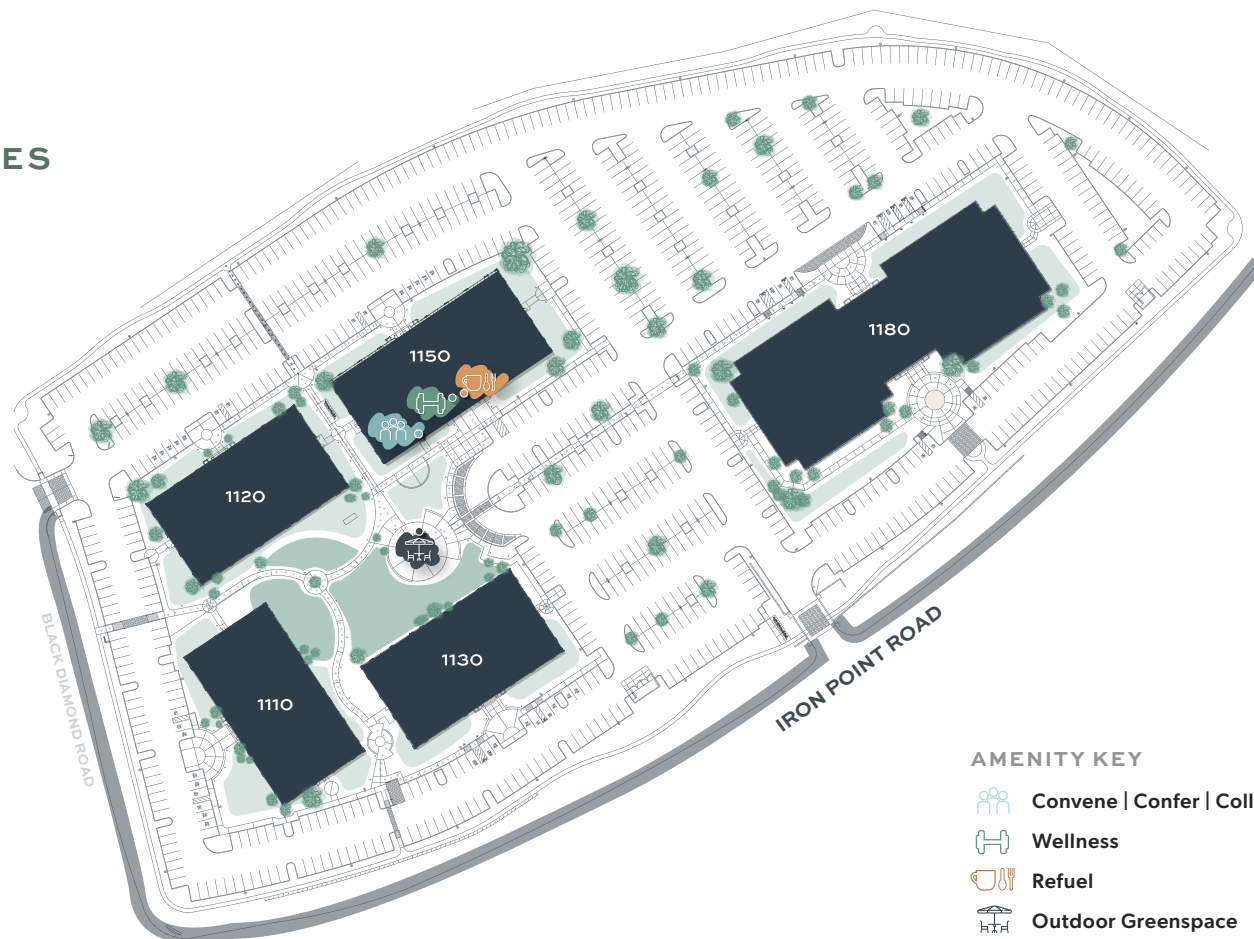 ES
1150
1180
1120
1130
1110
BLACK DIAMOND ROAD
IRON POINT ROAD
AMENITY KEY
Convene | Confer | Coll
Wellness
Refuel
Outdoor Greenspace